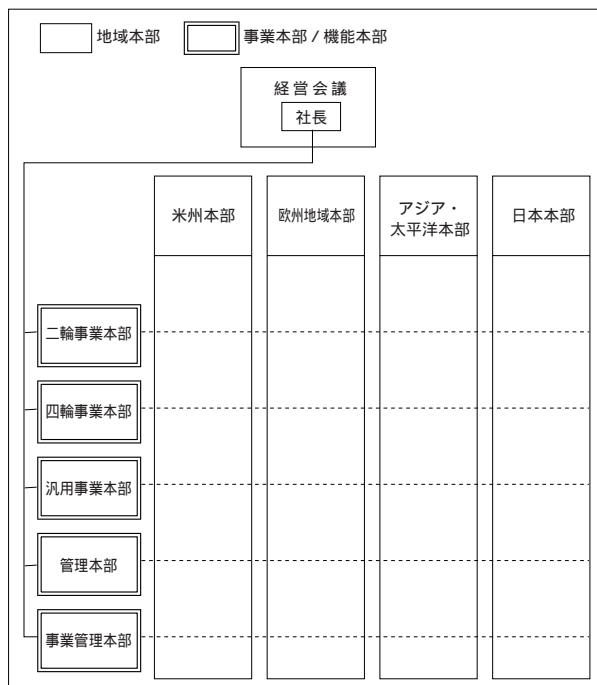 地域本部
事業本部 / 機能本部
経営会議
社長
米州本部
欧州地域本部
アジア・
太平洋本部
日本本部
二輪事業本部
四輪事業本部
汎用事業本部
管理本部
事業管理本部